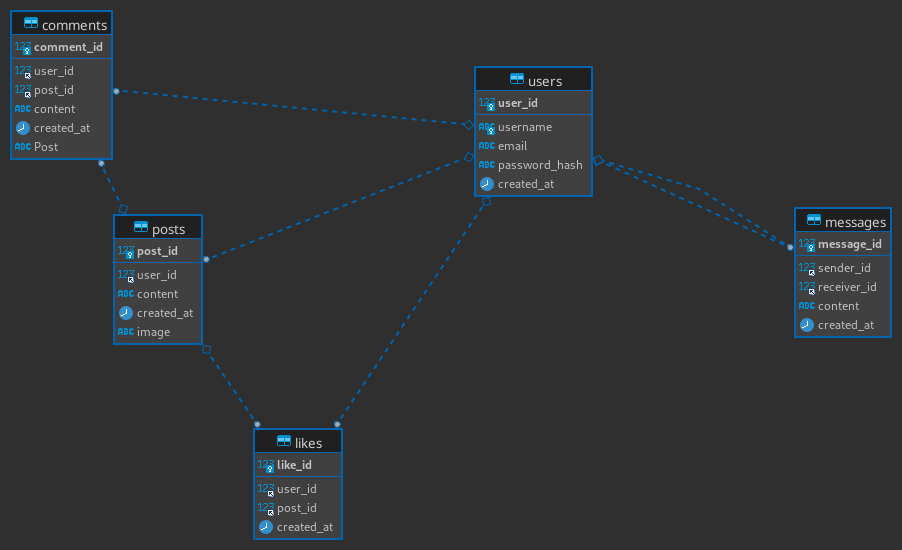 comments
123 comment_id
123 user_id
123 post_id
ABC content
created_at
ABC Post
users
123 user_id
ABC username
ABC email
ABC password_hash
created_at
posts
123 post_id
123 user_id
ABC content
created_at
ABC image
messages
123 message_id
123 sender_id
123 receiver_id
ABC content
created_at
likes
123 like_id
123 user_id
123 post_id
created_at